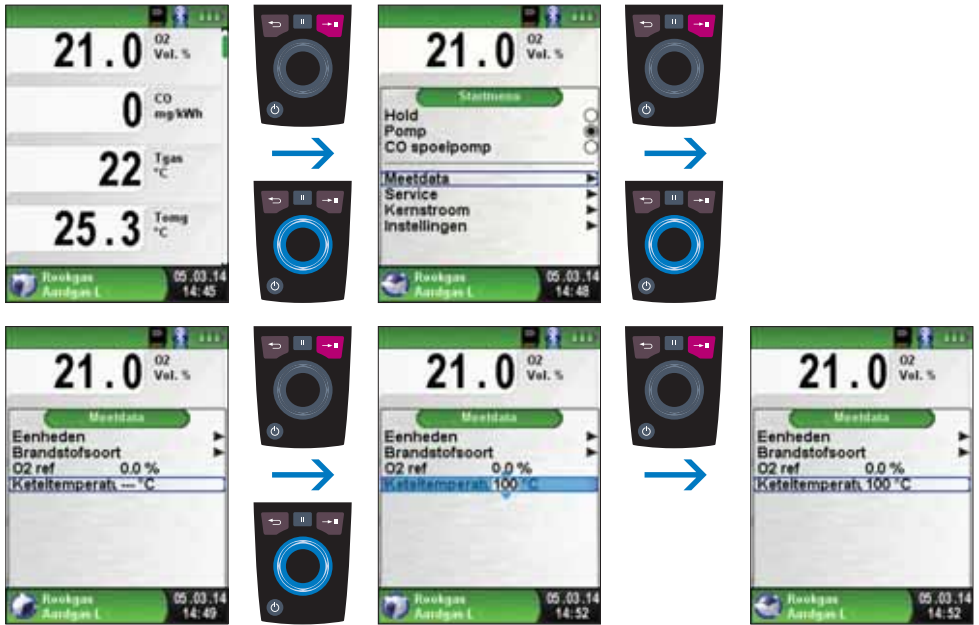 21.0 O2 Vol. %
0 CO mg/kWh
22 Tgas °C
25.3 Tomg °C
Rookgas 05.03.14
Aardgas L 14:45
21.0 O2 Vol. %
Startmenu
Hold
Pomp
CO spoelpomp
Meetdata
Service
Kernstroom
Instellingen
Rookgas 05.03.14
Aardgas L 14:48
21.0 O2 Vol. %
Meetdata
Eenheden
Brandstofsoort
O2 ref 0.0 %
Keteltemperatu --- °C
Rookgas 05.03.14
Aardgas L 14:49
21.0 O2 Vol. %
Meetdata
Eenheden
Brandstofsoort
O2 ref 0.0 %
Keteltemperatu 100 °C
Rookgas 05.03.14
Aardgas L 14:52
21.0 O2 Vol. %
Meetdata
Eenheden
Brandstofsoort
O2 ref 0.0 %
Keteltemperatu 100 °C
Rookgas 05.03.14
Aardgas L 14:52